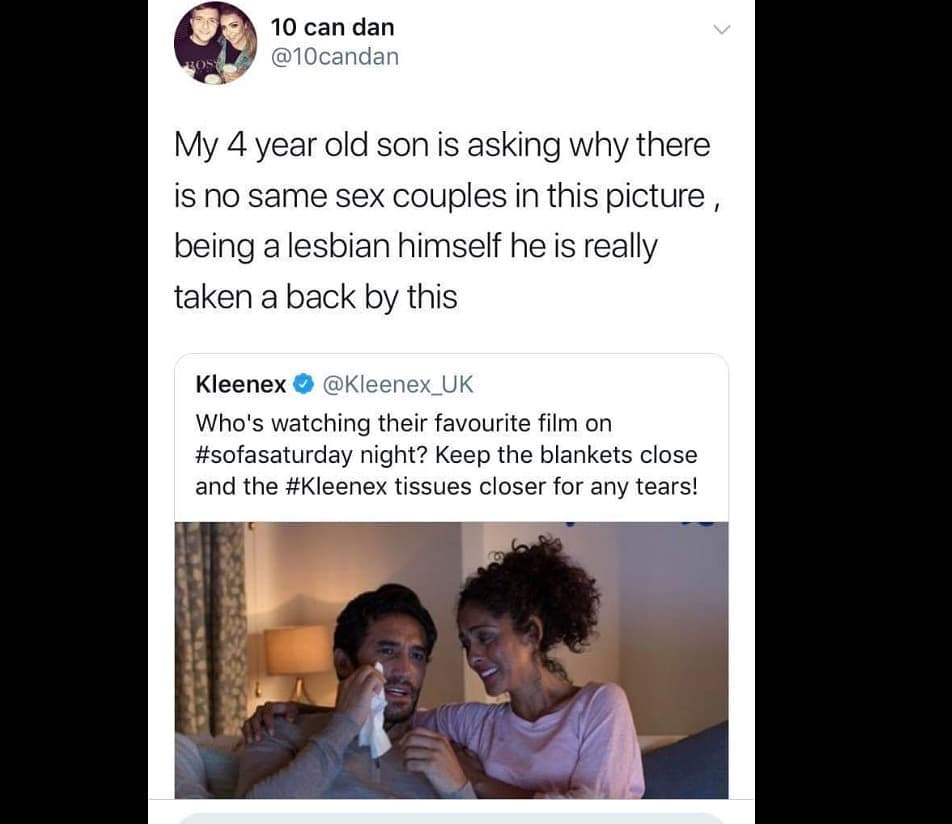 10 can dan
@10candan
My 4 year old son is asking why there
is no same sex couples in this picture ,
being a lesbian himself he is really
taken a back by this
Kleenex @Kleenex_UK
Who's watching their favourite film on
#sofasaturday night? Keep the blankets close
and the #Kleenex tissues closer for any tears!